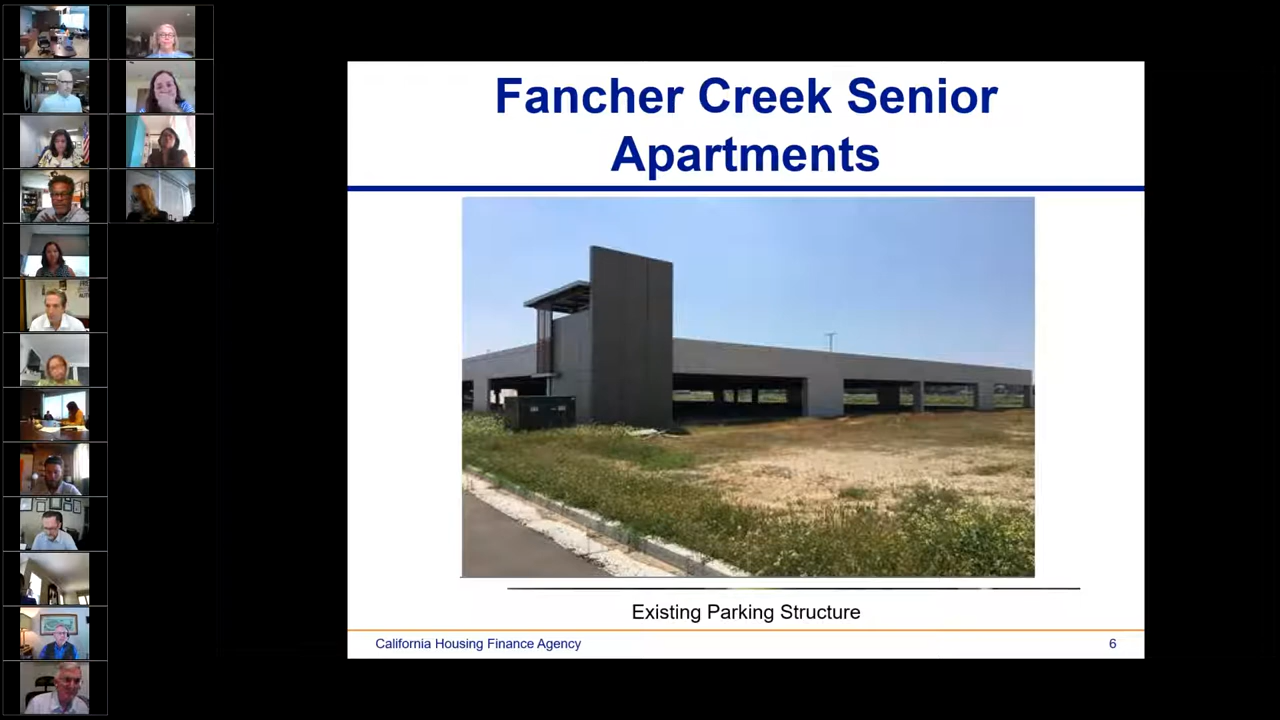 Fancher Creek Senior
Apartments
Existing Parking Structure
California Housing Finance Agency
6